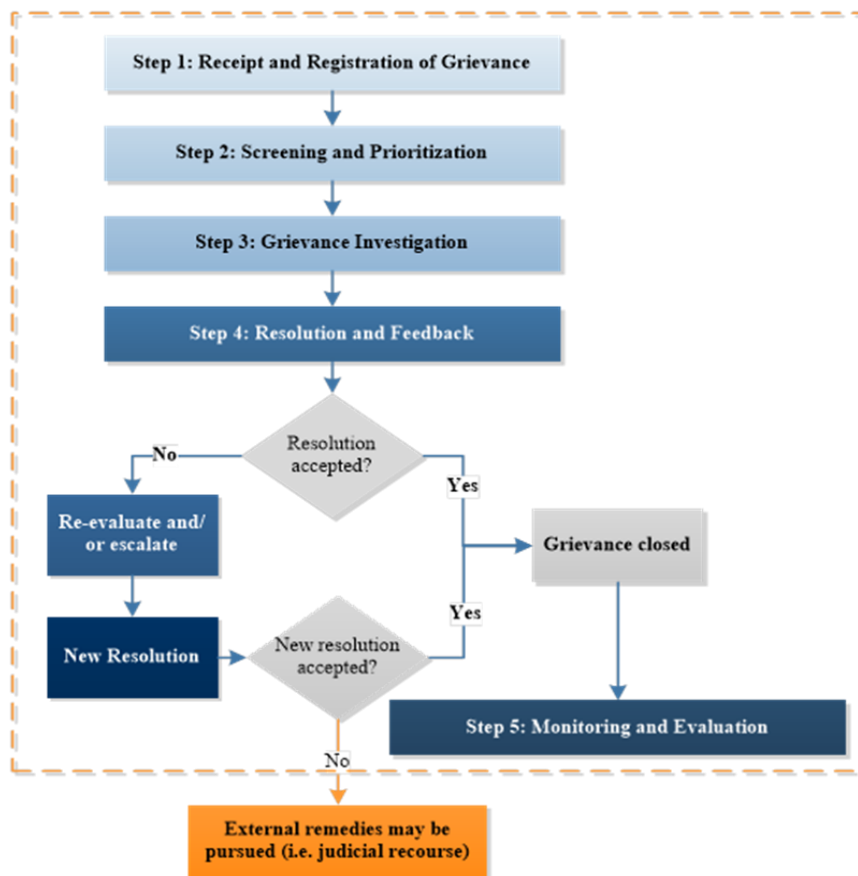 Step 1: Receipt and Registration of Grievance
Step 2: Screening and Prioritization
Step 3: Grievance Investigation
Step 4: Resolution and Feedback
Resolution
accepted?
No
Yes
Re-evaluate and/
or escalate
Grievance closed
Yes
New Resolution
New resolution
accepted?
Step 5: Monitoring and Evaluation
No
External remedies may be
pursued (i.e. judicial recourse)